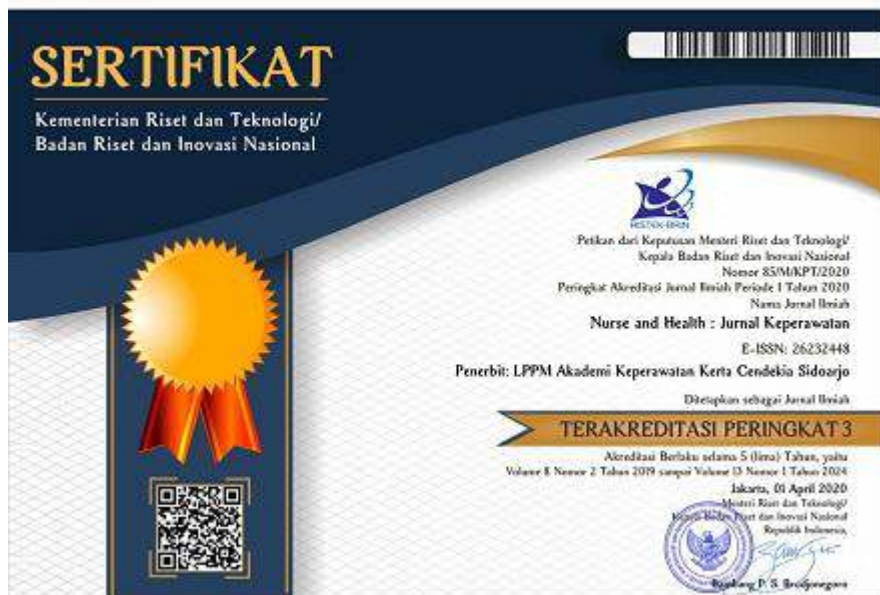 SERTIFIKAT
Kementerian Riset dan Teknologi/
Badan Riset dan Inovasi Nasional
RISTEK-BRIN
Petikan dari Keputusan Menteri Riset dan Teknologi/
Kepala Badan Riset dan Inovasi Nasional
Nomor 85/M/KPT/2020
Peringkat Akreditasi Jurnal Ilmiah Periode I Tahun 2020
Nama Jurnal Ilmiah
Nurse and Health : Jurnal Keperawatan
E-ISSN: 26232448
Penerbit: LPPM Akademi Keperawatan Kerta Cendekia Sidoarjo
Ditetapkan sebagai Jurnal Ilmiah
TERAKREDITASI PERINGKAT 3
Akreditasi Berlaku selama 5 (lima) Tahun, yaitu
Volume 8 Nomor 2 Tahun 2019 sampai Volume 13 Nomor 1 Tahun 2024
Jakarta, 01 April 2020
Menteri Riset dan Teknologi/
Kepala Badan Riset dan Inovasi Nasional
Republik Indonesia,
Bambang P. S. Brodjonegoro